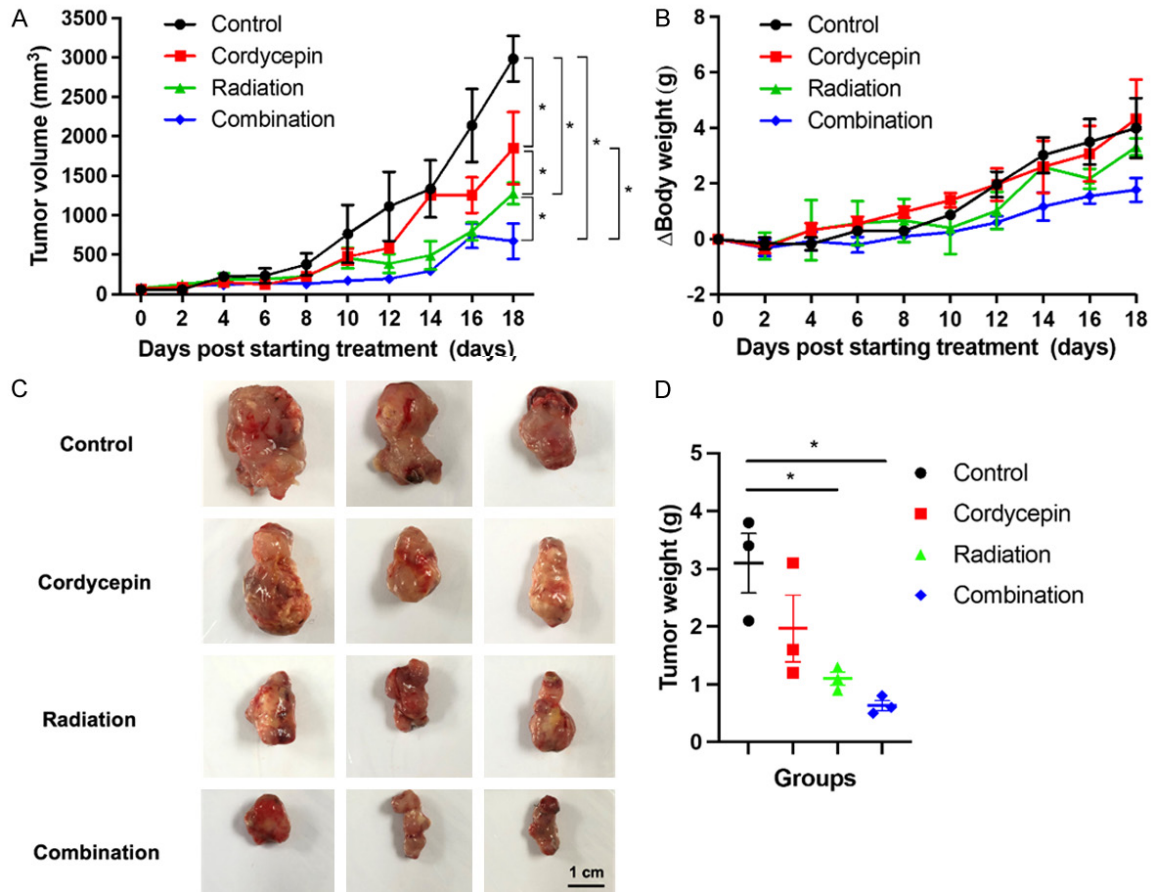 A
Tumor volume (mm³)
3500
3000
2500
2000
1500
1000
500
0
Control
Cordycepin
Radiation
Combination
*
*
*
*
*
*
0 2 4 6 8 10 12 14 16 18
Days post starting treatment (days)
B
ΔBody weight (g)
8
6
4
2
0
-2
Control
Cordycepin
Radiation
Combination
0 2 4 6 8 10 12 14 16 18
Days post starting treatment (days)
C
Control
Cordycepin
Radiation
Combination
1 cm
D
Tumor weight (g)
5
4
3
2
1
0
*
*
Control
Cordycepin
Radiation
Combination
Groups